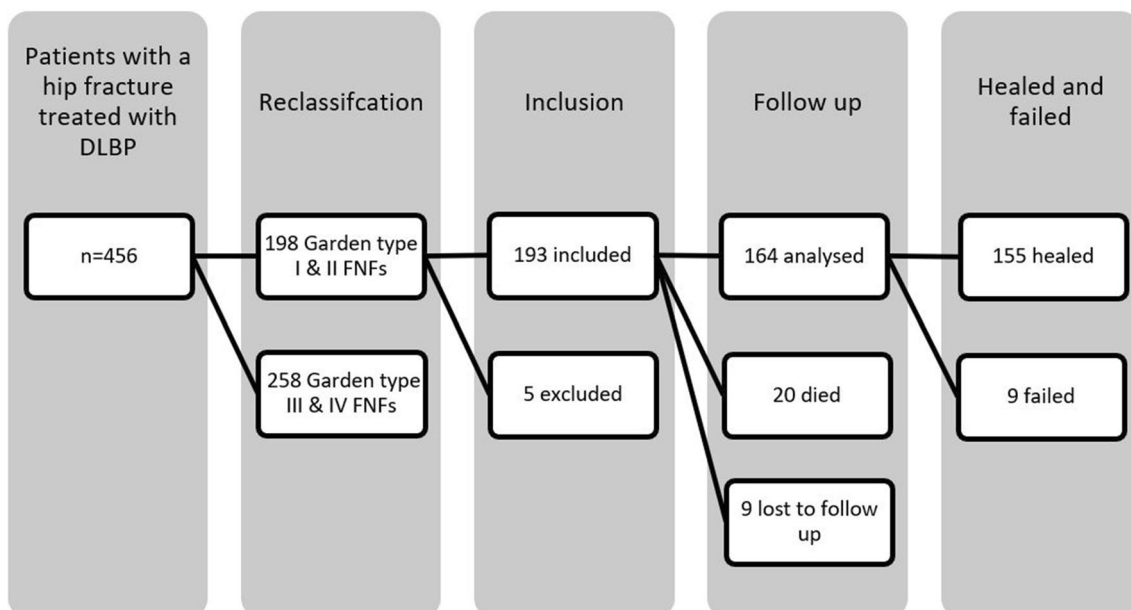 Patients with a
hip fracture
treated with
DLBP
Reclassifcation
Inclusion
Follow up
Healed and
failed
n=456
198 Garden type
I & II FNFs
193 included
164 analysed
155 healed
258 Garden type
III & IV FNFs
5 excluded
20 died
9 failed
9 lost to follow
up